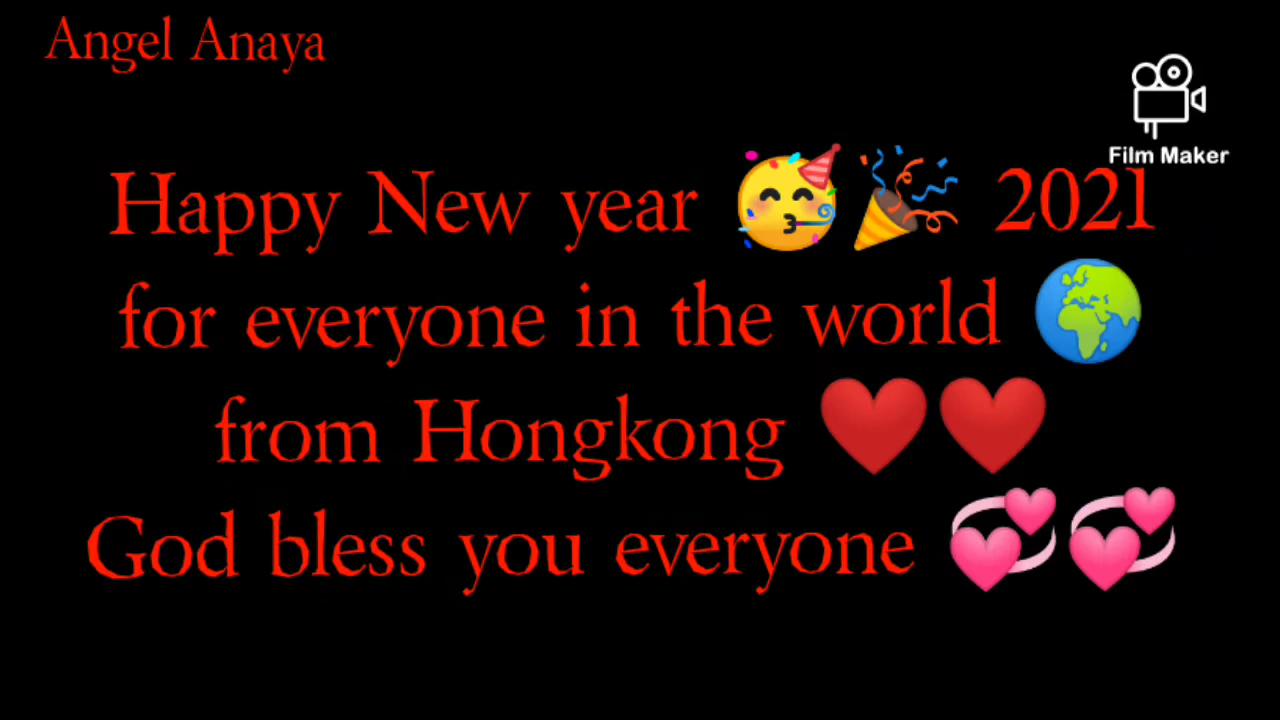 Angel Anaya
Film Maker
Happy New year 🥳🎉 2021
for everyone in the world 🌍
from Hongkong ❤️❤️
God bless you everyone 💞💞